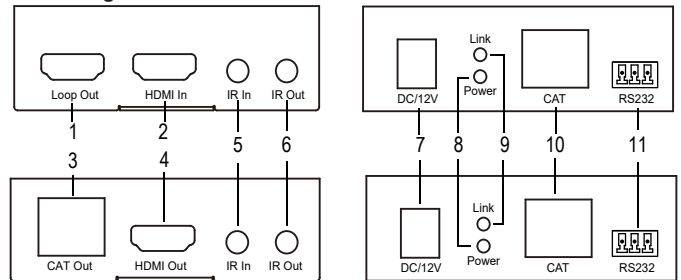 Loop Out HDMI In IR In IR Out
1 2
3 4 5 6
CAT Out HDMI Out IR In IR Out
Link
DC/12V Power CAT RS232
7 8 9 10 11
Link
DC/12V Power CAT RS232